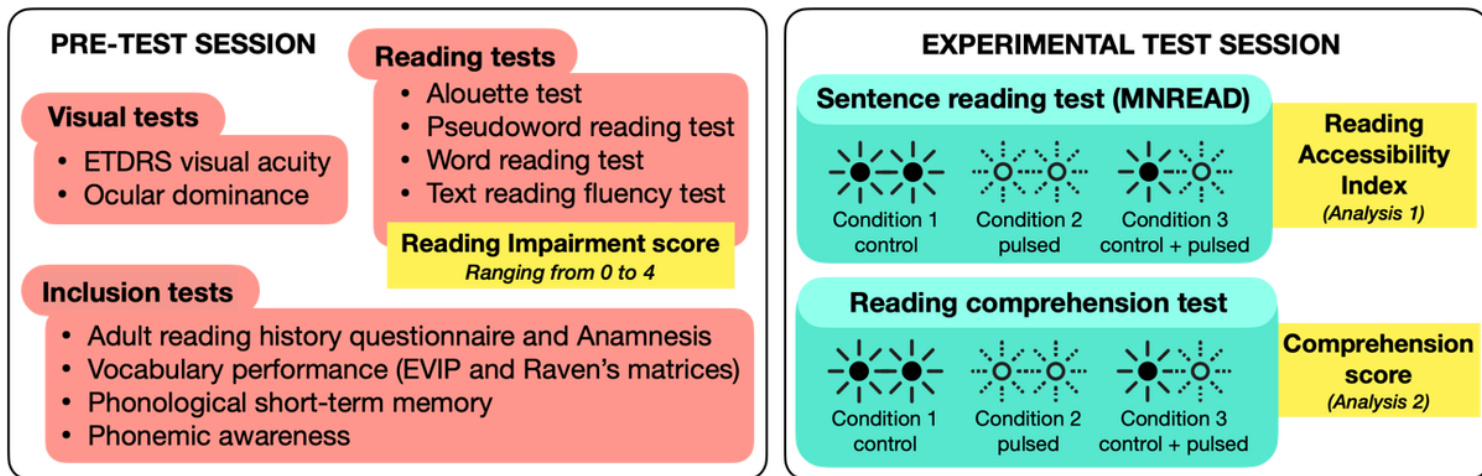 PRE-TEST SESSION
Visual tests
• ETDRS visual acuity
• Ocular dominance
Reading tests
• Alouette test
• Pseudoword reading test
• Word reading test
• Text reading fluency test
Reading Impairment score
Ranging from 0 to 4
Inclusion tests
• Adult reading history questionnaire and Anamnesis
• Vocabulary performance (EVIP and Raven's matrices)
• Phonological short-term memory
• Phonemic awareness
EXPERIMENTAL TEST SESSION
Sentence reading test (MNREAD)
Condition 1
control
Condition 2
pulsed
Condition 3
control + pulsed
Reading
Accessibility
Index
(Analysis 1)
Reading comprehension test
Condition 1
control
Condition 2
pulsed
Condition 3
control + pulsed
Comprehension
score
(Analysis 2)